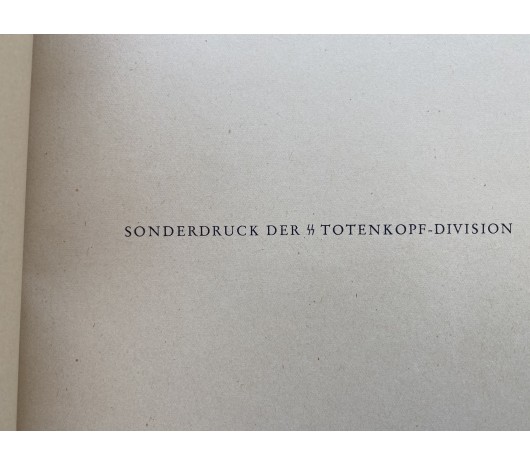 SONDERDRUCK DER ᛋᛋ TOTENKOPF-DIVISION